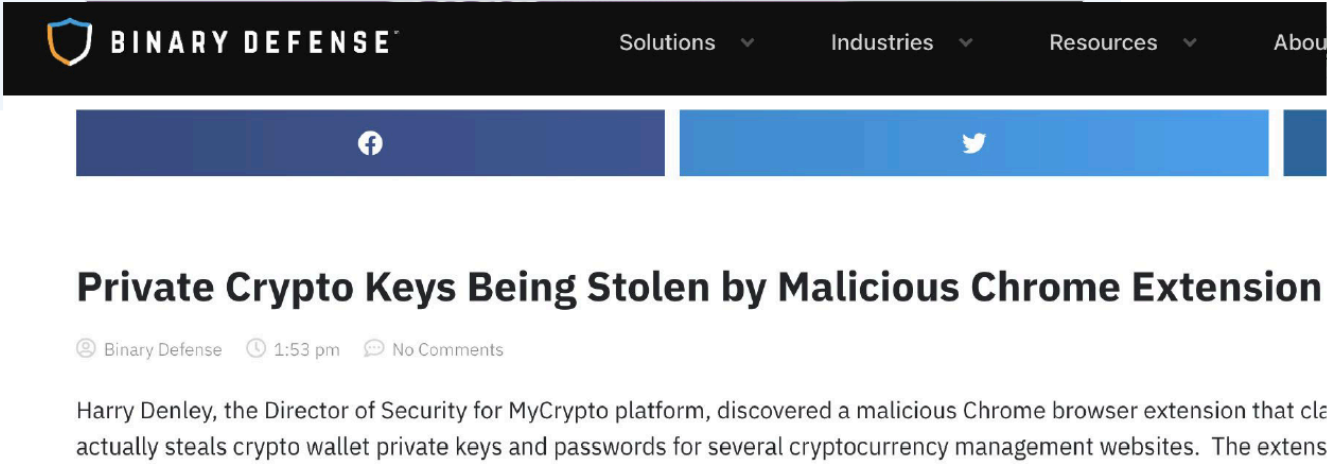 BINARY DEFENSE Solutions Industries Resources Abou
Private Crypto Keys Being Stolen by Malicious Chrome Extension
Binary Defense 1:53 pm No Comments
Harry Denley, the Director of Security for MyCrypto platform, discovered a malicious Chrome browser extension that cla
actually steals crypto wallet private keys and passwords for several cryptocurrency management websites. The extens